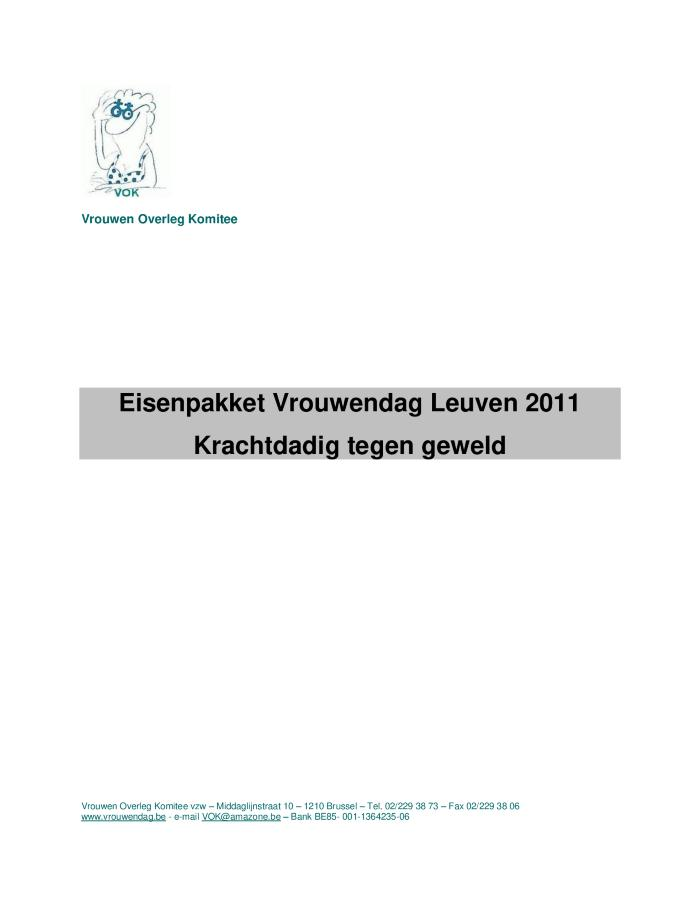 VOK
Vrouwen Overleg Komitee
Eisenpakket Vrouwendag Leuven 2011
Krachtdadig tegen geweld
Vrouwen Overleg Komitee vzw – Middaglijnstraat 10 – 1210 Brussel – Tel. 02/229 38 73 – Fax 02/229 38 06
www.vrouwendag.be - e-mail VOK@amazone.be – Bank BE85- 001-1364235-06